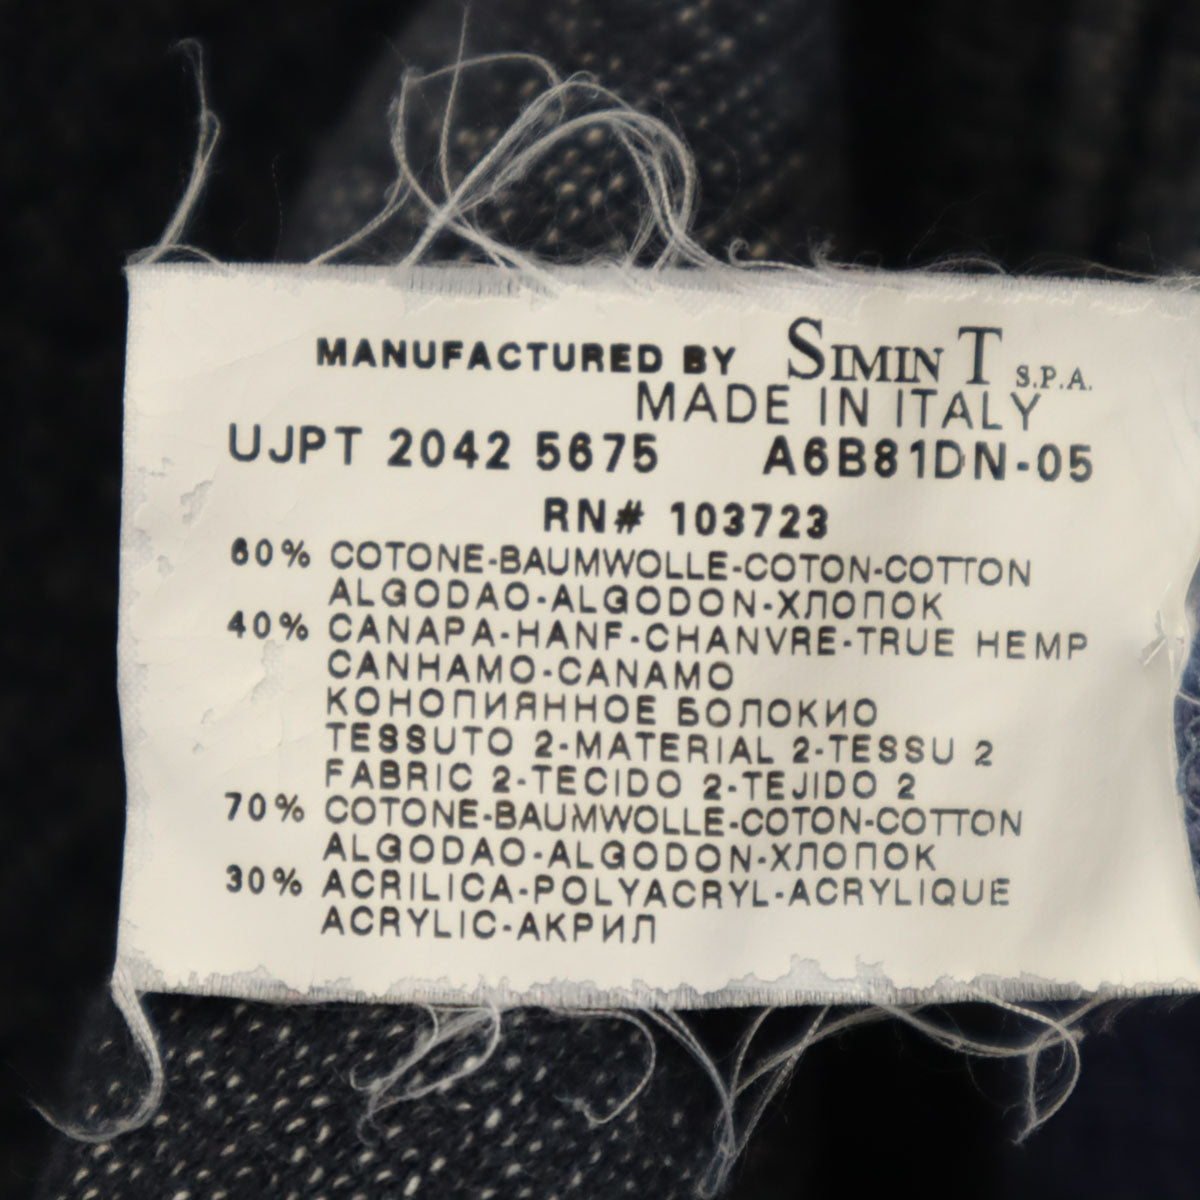 MANUFACTURED BY SIMIN T S.P.A.
MADE IN ITALY
UJPT 2042 5675 A6B81DN-05
RN# 103723
60% COTONE-BAUMWOLLE-COTON-COTTON
ALGODAO-ALGODON-ХЛОПОК
40% CANAPA-HANF-CHANVRE-TRUE HEMP
CANHAMO-CANAMO
КОНОПИЯННОЕ БОЛОКИО
TESSUTO 2-MATERIAL 2-TESSU 2
FABRIC 2-TECIDO 2-TEJIDO 2
70% COTONE-BAUMWOLLE-COTON-COTTON
ALGODAO-ALGODON-ХЛОПОК
30% ACRILICA-POLYACRYL-ACRYLIQUE
ACRYLIC-АКРИЛ